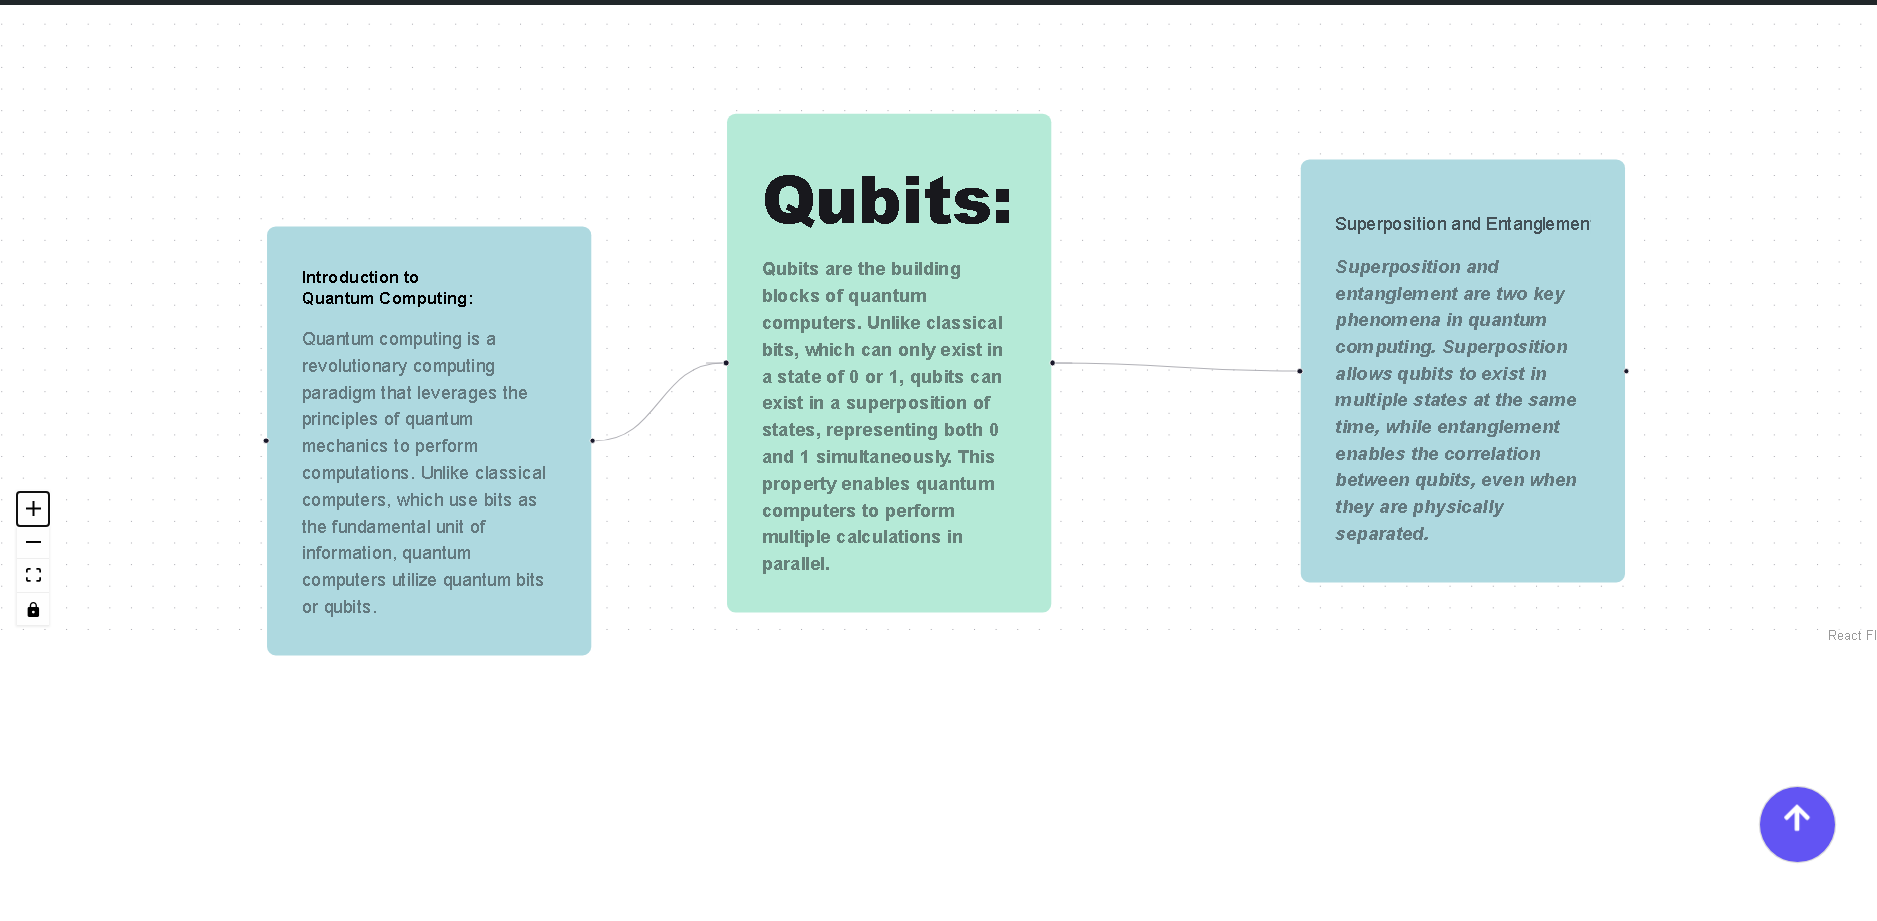 Introduction to
Quantum Computing:
Quantum computing is a
revolutionary computing
paradigm that leverages the
principles of quantum
mechanics to perform
computations. Unlike classical
computers, which use bits as
the fundamental unit of
information, quantum
computers utilize quantum bits
or qubits.
Qubits:
Qubits are the building
blocks of quantum
computers. Unlike classical
bits, which can only exist in
a state of 0 or 1, qubits can
exist in a superposition of
states, representing both 0
and 1 simultaneously. This
property enables quantum
computers to perform
multiple calculations in
parallel.
Superposition and Entanglemen
Superposition and
entanglement are two key
phenomena in quantum
computing. Superposition
allows qubits to exist in
multiple states at the same
time, while entanglement
enables the correlation
between qubits, even when
they are physically
separated.
React Fl